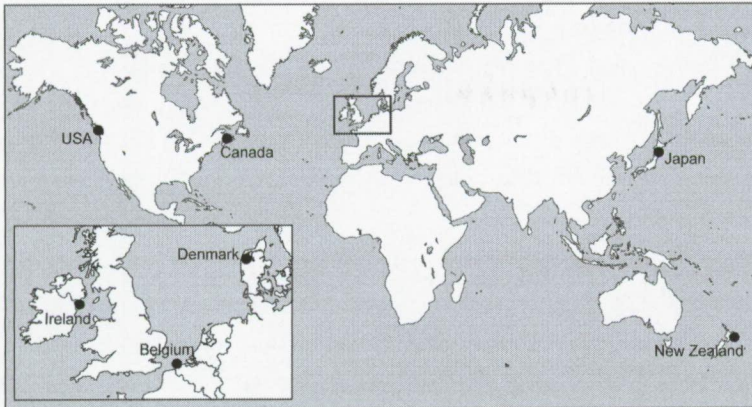 USA
Canada
Japan
Denmark
Ireland
Belgium
New Zealand